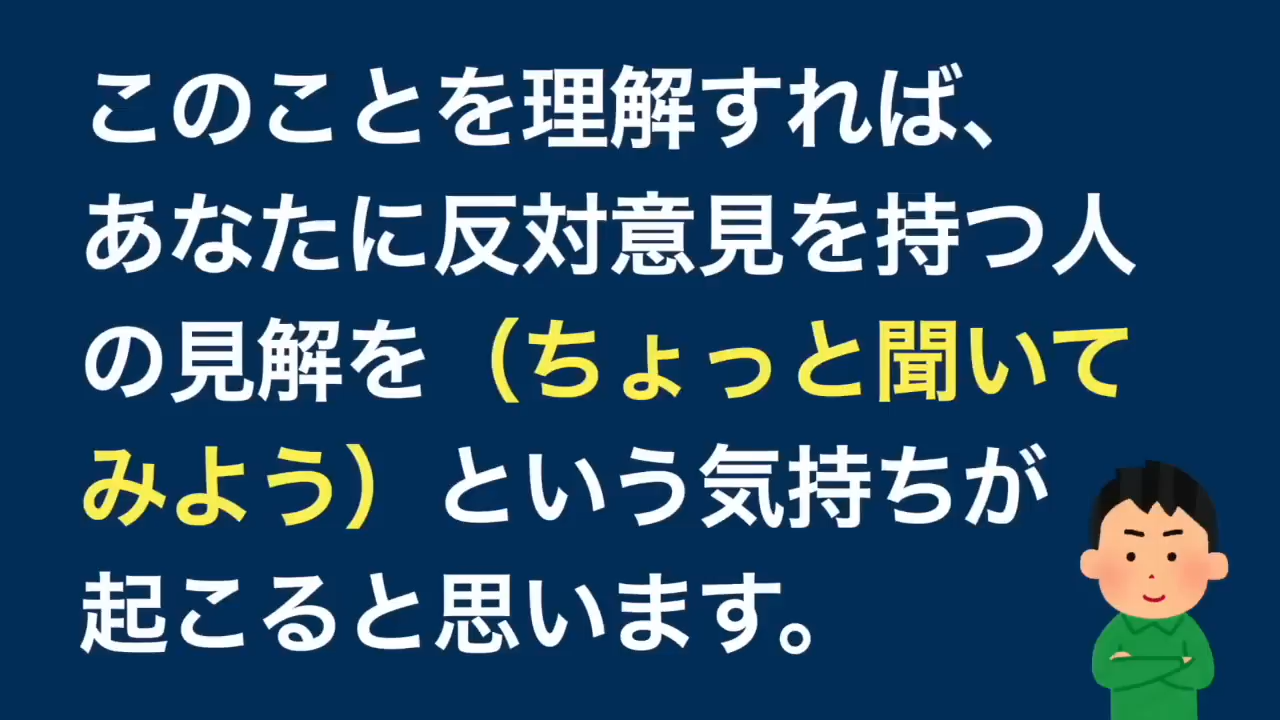 このことを理解すれば、
あなたに反対意見を持つ人
の見解を（ちょっと聞いて
みよう）という気持ちが
起こると思います。